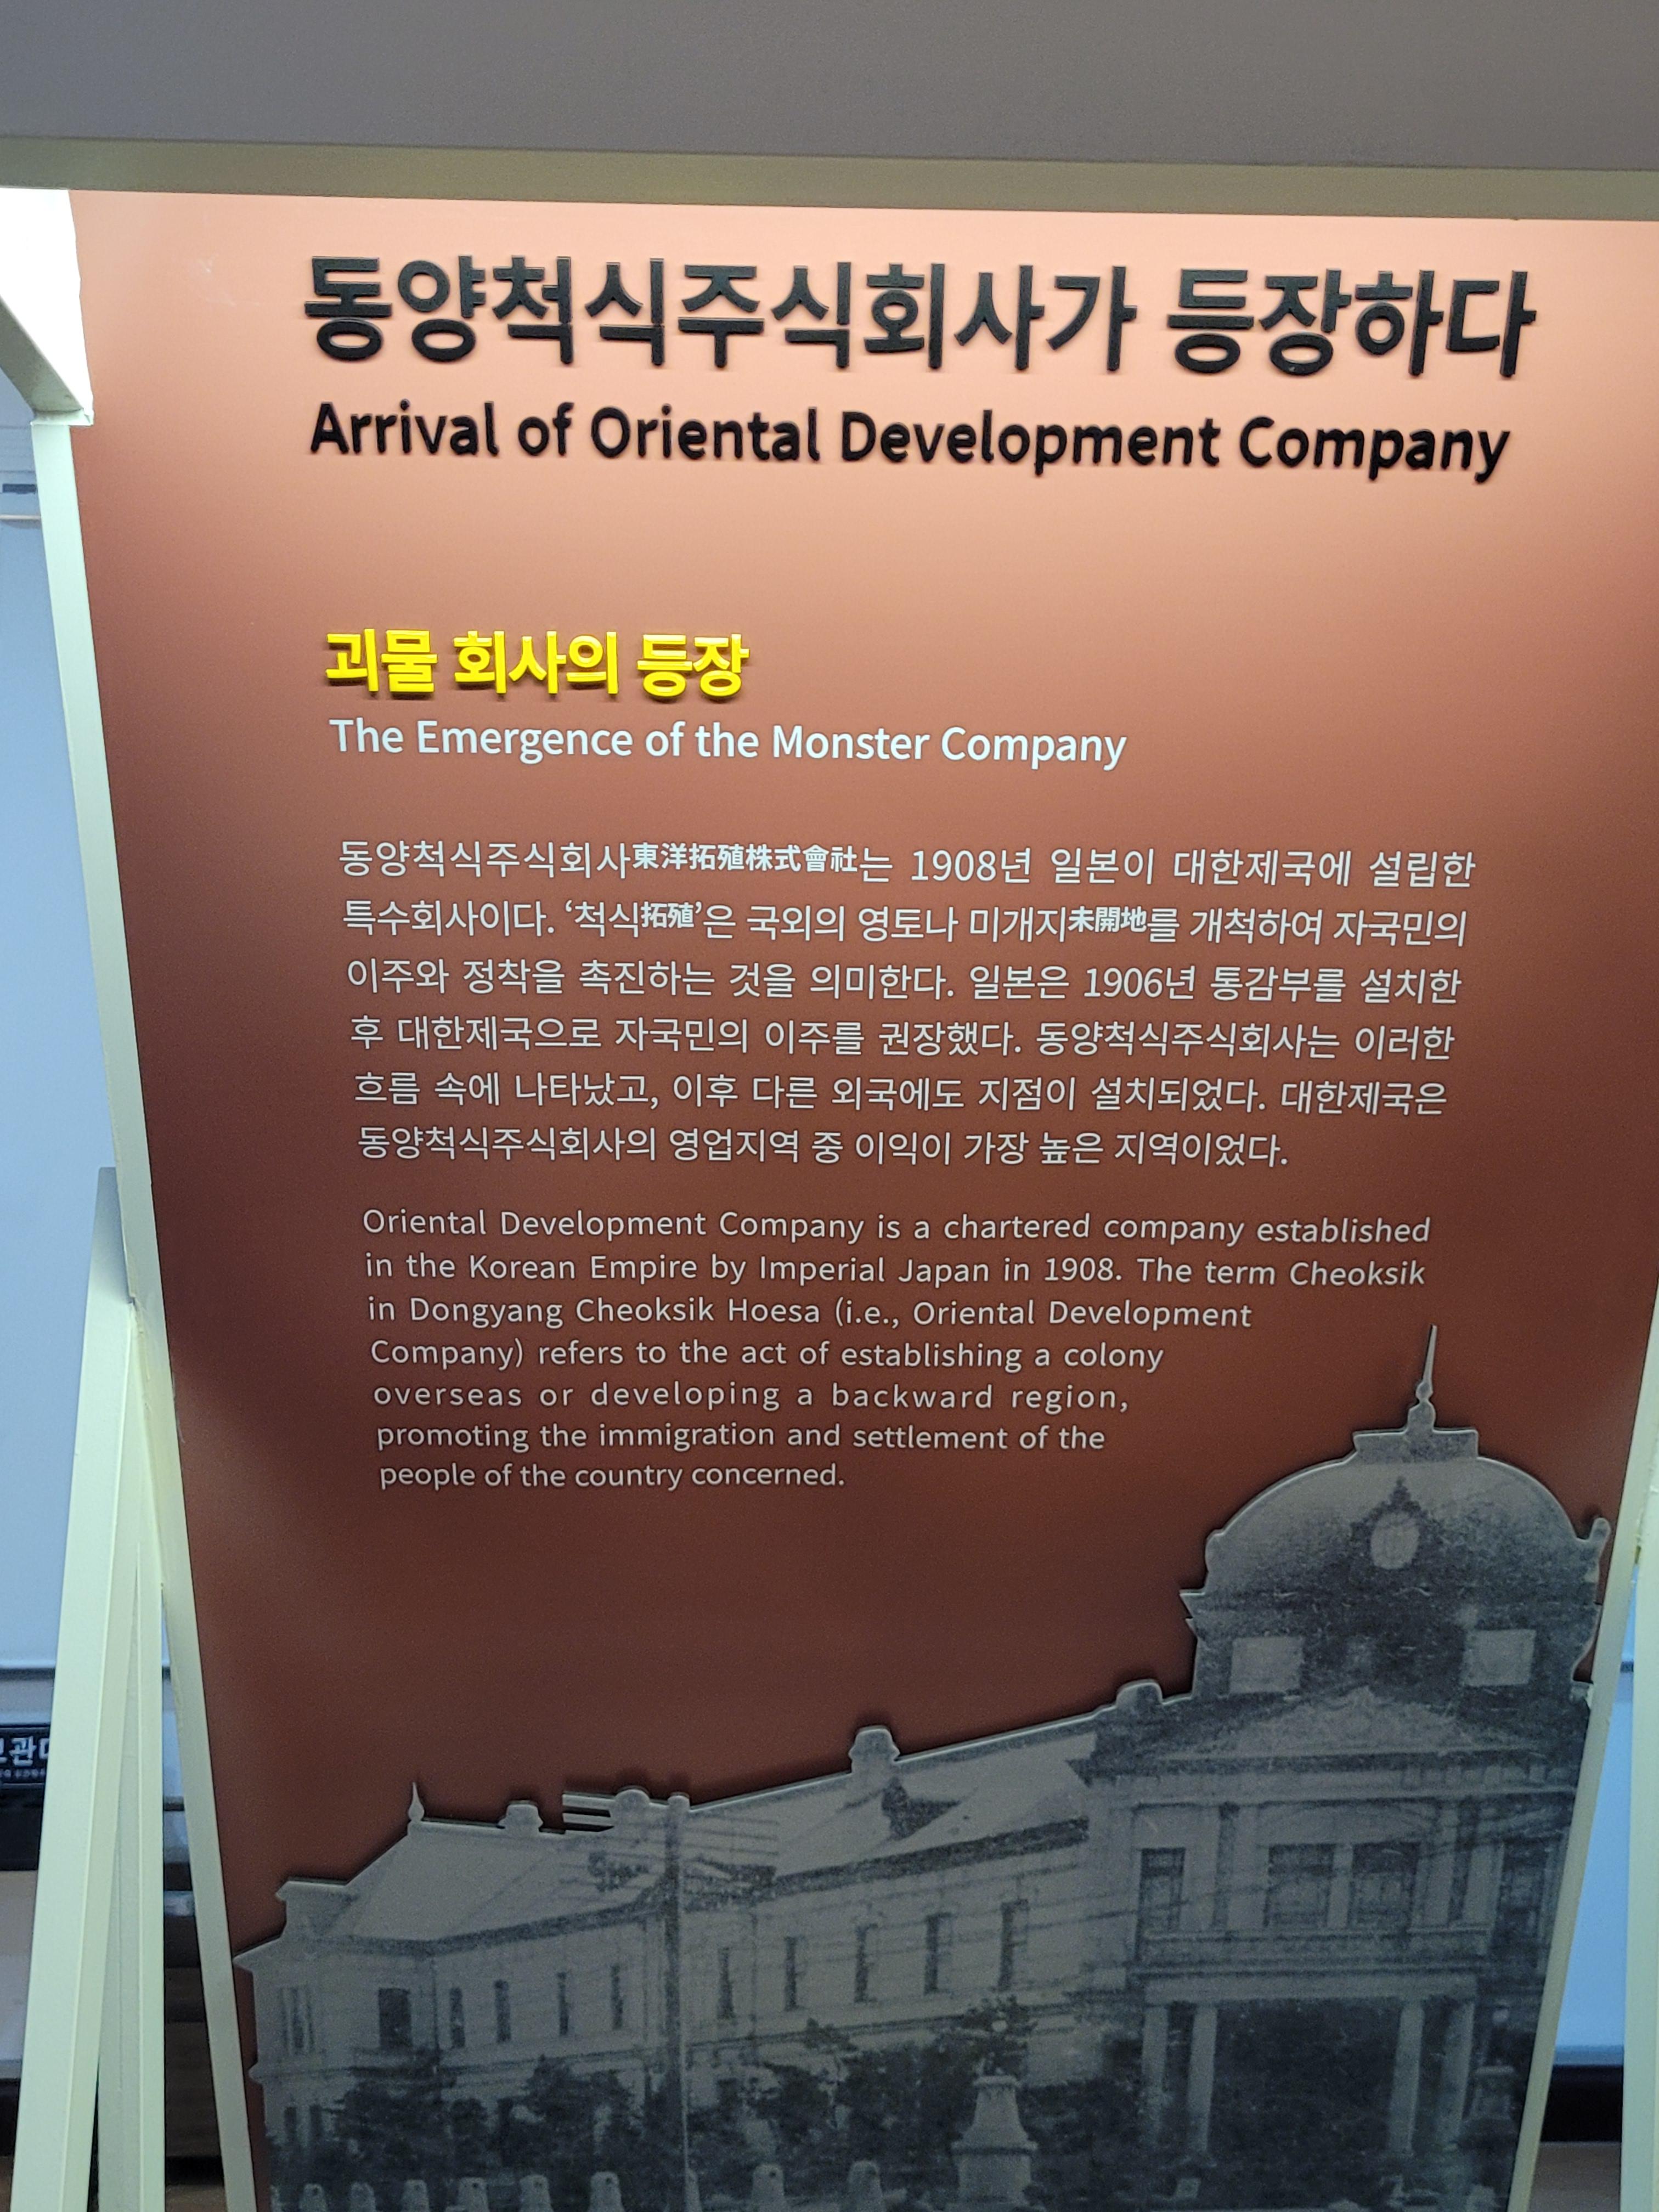 동양척식주식회사가 등장하다
Arrival of Oriental Development Company
괴물 회사의 등장
The Emergence of the Monster Company
동양척식주식회사東洋拓殖株式會社는 1908년 일본이 대한제국에 설립한
특수회사이다. ‘척식拓殖’은 국외의 영토나 미개지未開地를 개척하여 자국민의
이주와 정착을 촉진하는 것을 의미한다. 일본은 1906년 통감부를 설치한
후 대한제국으로 자국민의 이주를 권장했다. 동양척식주식회사는 이러한
흐름 속에 나타났고, 이후 다른 외국에도 지점이 설치되었다. 대한제국은
동양척식주식회사의 영업지역 중 이익이 가장 높은 지역이었다.
Oriental Development Company is a chartered company established
in the Korean Empire by Imperial Japan in 1908. The term Cheoksik
in Dongyang Cheoksik Hoesa (i.e., Oriental Development
Company) refers to the act of establishing a colony
overseas or developing a backward region,
promoting the immigration and settlement of the
people of the country concerned.